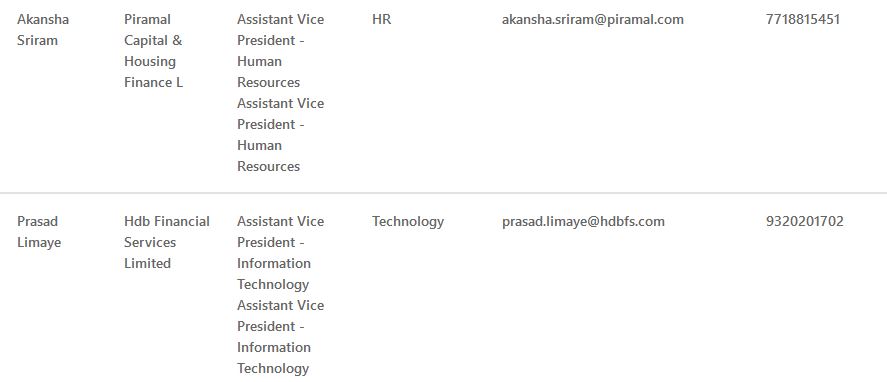 Akansha Sriram
Piramal Capital & Housing Finance L
Assistant Vice President - Human Resources Assistant Vice President - Human Resources
HR
akansha.sriram@piramal.com
7718815451
Prasad Limaye
Hdb Financial Services Limited
Assistant Vice President - Information Technology Assistant Vice President - Information Technology
Technology
prasad.limaye@hdbfs.com
9320201702